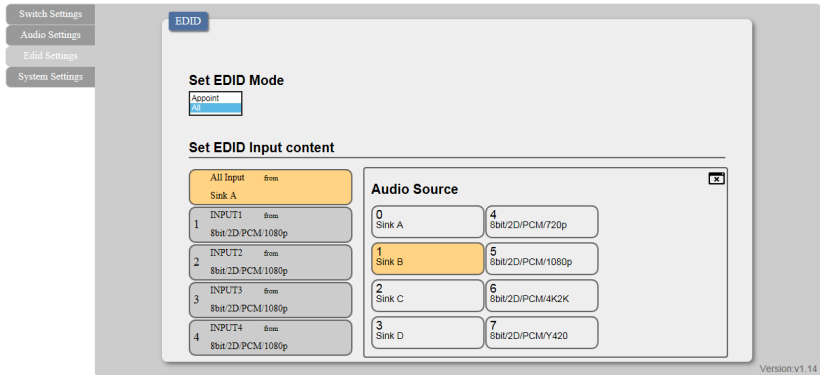 Switch Settings
Audio Settings
Edid Settings
System Settings
EDID
Set EDID Mode
Appoint
All
Set EDID Input content
All Input from
Sink A
1 INPUT1 from
8bit/2D/PCM/1080p
2 INPUT2 from
8bit/2D/PCM/1080p
3 INPUT3 from
8bit/2D/PCM/1080p
4 INPUT4 from
8bit/2D/PCM/1080p
Audio Source
0
Sink A
4
8bit/2D/PCM/720p
1
Sink B
5
8bit/2D/PCM/1080p
2
Sink C
6
8bit/2D/PCM/4K2K
3
Sink D
7
8bit/2D/PCM/Y420
Version:v1.14